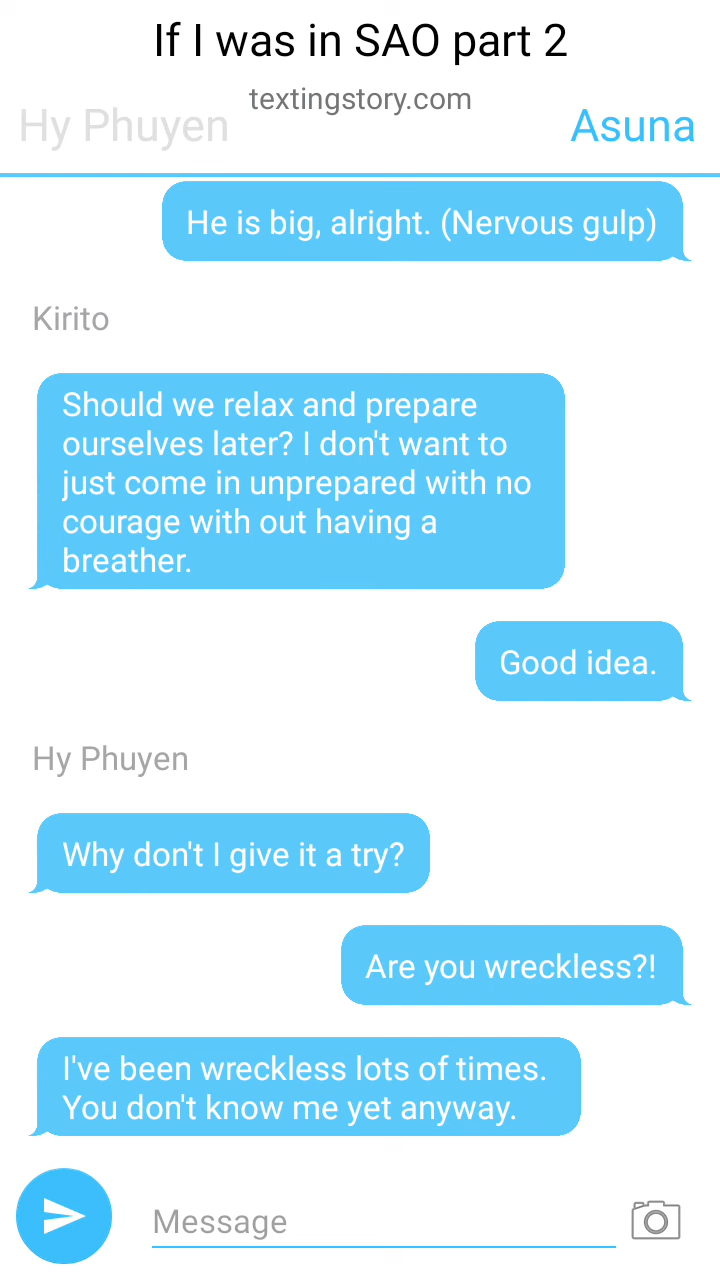 If I was in SAO part 2
textingstory.com
Hy Phuyen
Asuna
He is big, alright. (Nervous gulp)
Kirito
Should we relax and prepare
ourselves later? I don't want to
just come in unprepared with no
courage with out having a
breather.
Good idea.
Hy Phuyen
Why don't I give it a try?
Are you wreckless?!
I've been wreckless lots of times.
You don't know me yet anyway.
Message